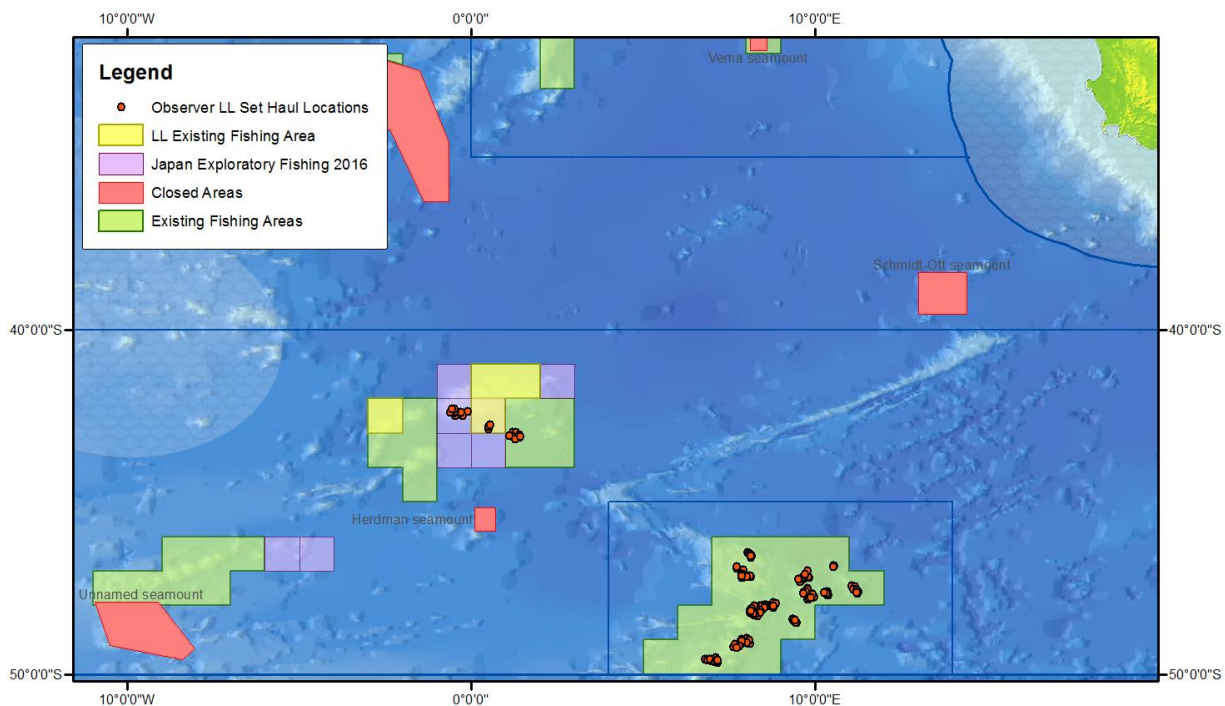 10°0'0"W
0°0'0"
10°0'0"E
Legend
Observer LL Set Haul Locations
LL Existing Fishing Area
Japan Exploratory Fishing 2016
Closed Areas
Existing Fishing Areas
Vema seamount
Schmidt-Ott seamount
40°0'0"S
40°0'0"S
Herdman seamount
Unnamed seamount
50°0'0"S
50°0'0"S
10°0'0"W
0°0'0"
10°0'0"E